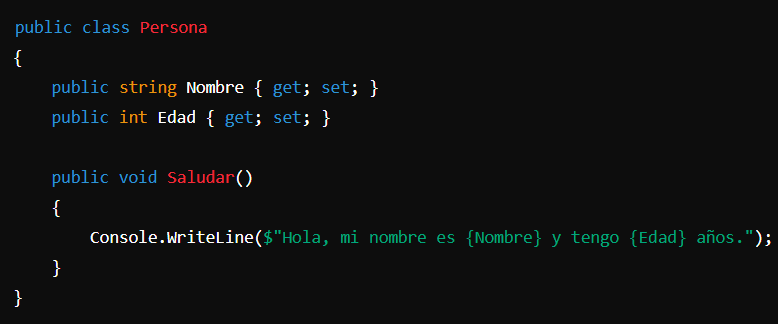 public class Persona
{
    public string Nombre { get; set; }
    public int Edad { get; set; }

    public void Saludar()
    {
        Console.WriteLine($"Hola, mi nombre es {Nombre} y tengo {Edad} años.");
    }
}